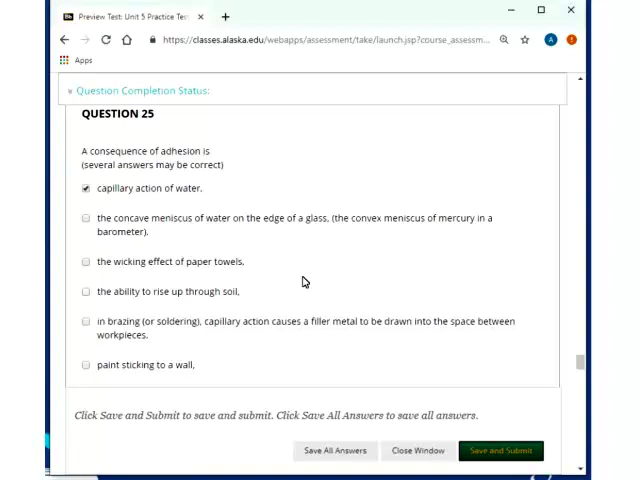 Preview Test: Unit 5 Practice Tes
https://classes.alaska.edu/webapps/assessment/take/launch.jsp?course_assessm...
A
Apps
Question Completion Status:
QUESTION 25
A consequence of adhesion is
(several answers may be correct)
capillary action of water.
the concave meniscus of water on the edge of a glass, (the convex meniscus of mercury in a
barometer).
the wicking effect of paper towels.
the ability to rise up through soil,
in brazing (or soldering), capillary action causes a filler metal to be drawn into the space between
workpieces.
paint sticking to a wall,
Click Save and Submit to save and submit. Click Save All Answers to save all answers.
Save All Answers
Close Window
Save and Submit